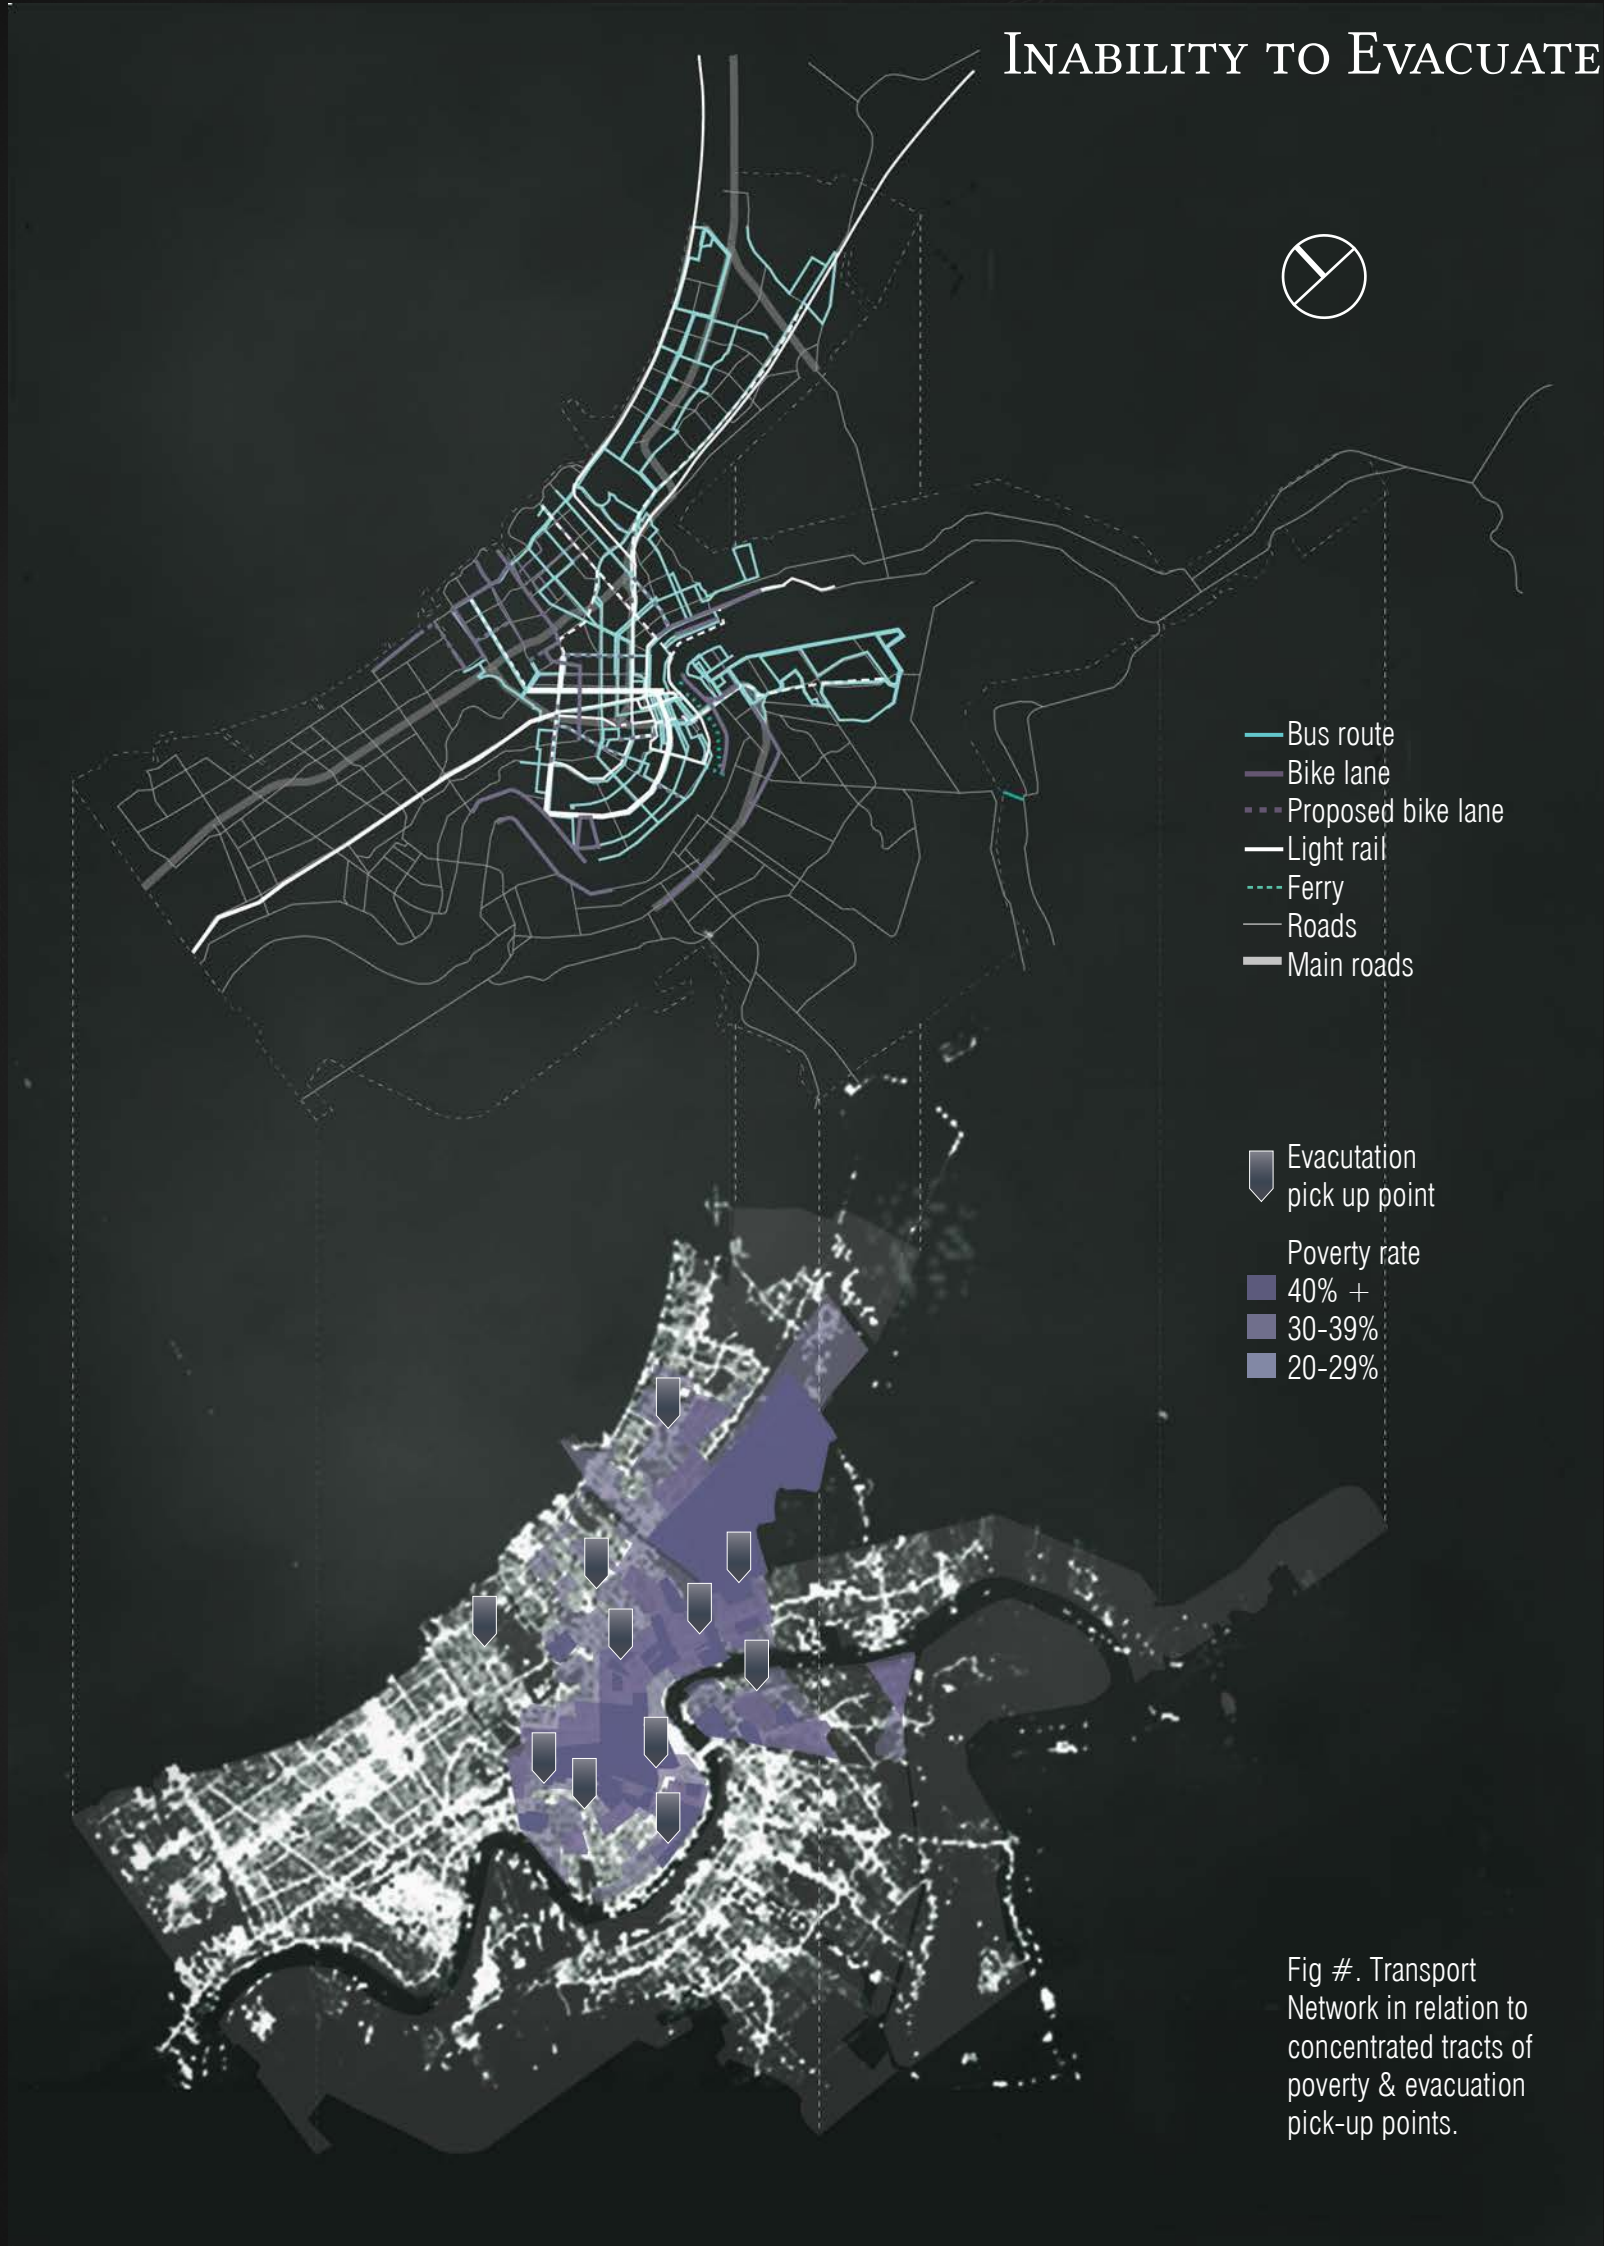 INABILITY TO EVACUATE
Bus route
Bike lane
Proposed bike lane
Light rail
Ferry
Roads
Main roads
Evacutation
pick up point
Poverty rate
40% +
30-39%
20-29%
Fig #. Transport
Network in relation to
concentrated tracts of
poverty & evacuation
pick-up points.